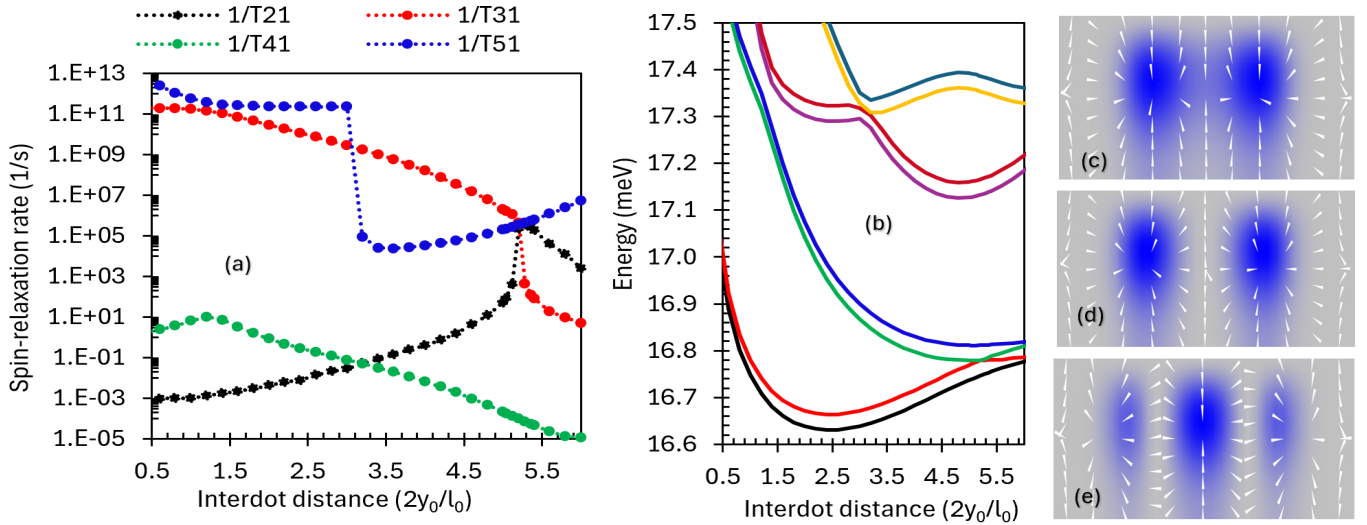 1/T21
1/T31
1/T41
1/T51
Spin-relaxation rate (1/s)
1.E+13
1.E+11
1.E+09
1.E+07
1.E+05
1.E+03
1.E+01
1.E-01
1.E-03
1.E-05
(a)
0.5 1.5 2.5 3.5 4.5 5.5
Interdot distance (2y₀/l₀)
Energy (meV)
17.5
17.4
17.3
17.2
17.1
17.0
16.9
16.8
16.7
16.6
(b)
0.5 1.5 2.5 3.5 4.5 5.5
Interdot distance (2y₀/l₀)
(c)
(d)
(e)